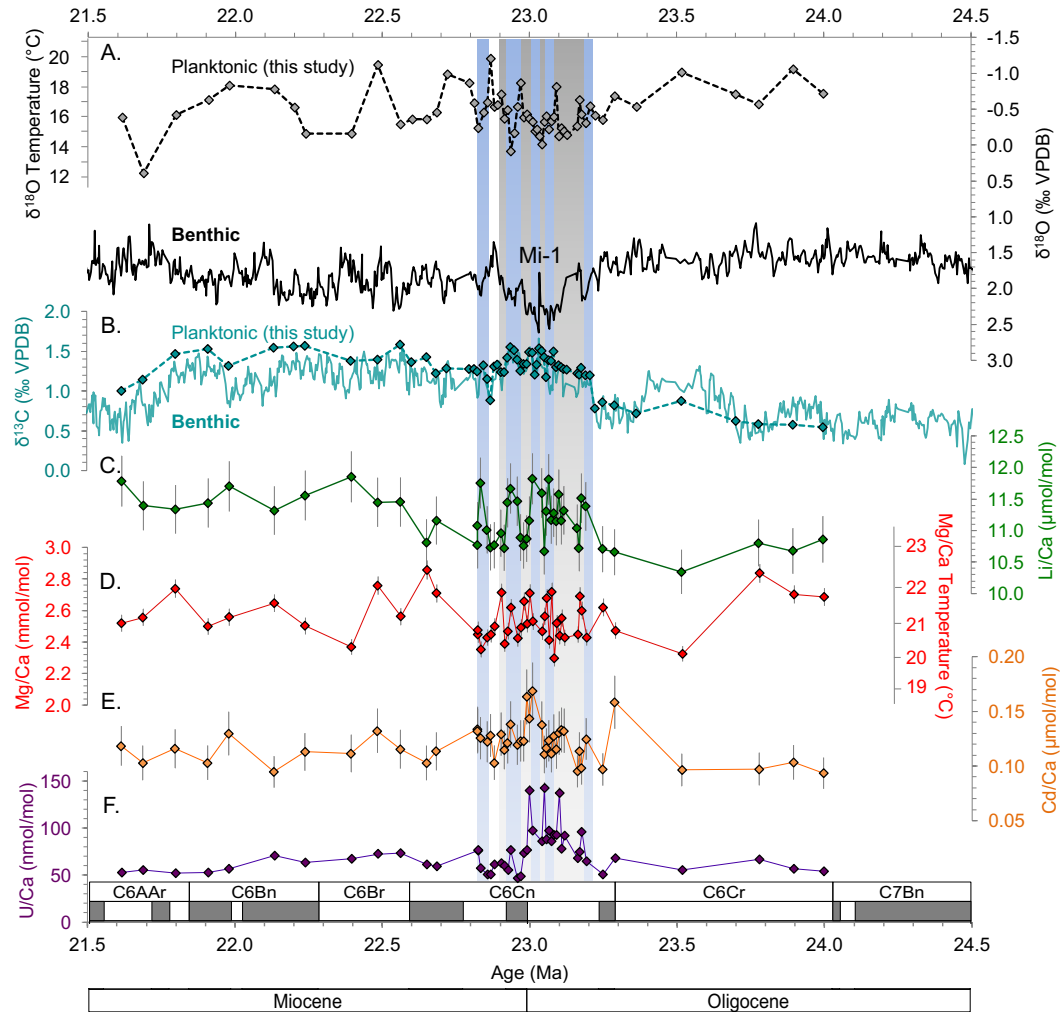 21.5 22.0 22.5 23.0 23.5 24.0 24.5
A.
Planktonic (this study)
20
18
16
14
12
δ18O Temperature (°C)
-1.5
-1.0
-0.5
0.0
0.5
1.0
1.5
2.0
2.5
3.0
δ18O (‰ VPDB)
Benthic
Mi-1
B.
Planktonic (this study)
Benthic
2.0
1.5
1.0
0.5
0.0
δ13C (‰ VPDB)
C.
12.5
12.0
11.5
11.0
10.5
10.0
Li/Ca (μmol/mol)
D.
3.0
2.8
2.6
2.4
2.2
2.0
Mg/Ca (mmol/mol)
23
22
21
20
19
Mg/Ca Temperature (°C)
E.
0.20
0.15
0.10
0.05
Cd/Ca (μmol/mol)
F.
150
100
50
0
U/Ca (nmol/mol)
C6AAr C6Bn C6Br C6Cn C6Cr C7Bn
21.5 22.0 22.5 23.0 23.5 24.0 24.5
Age (Ma)
Miocene Oligocene